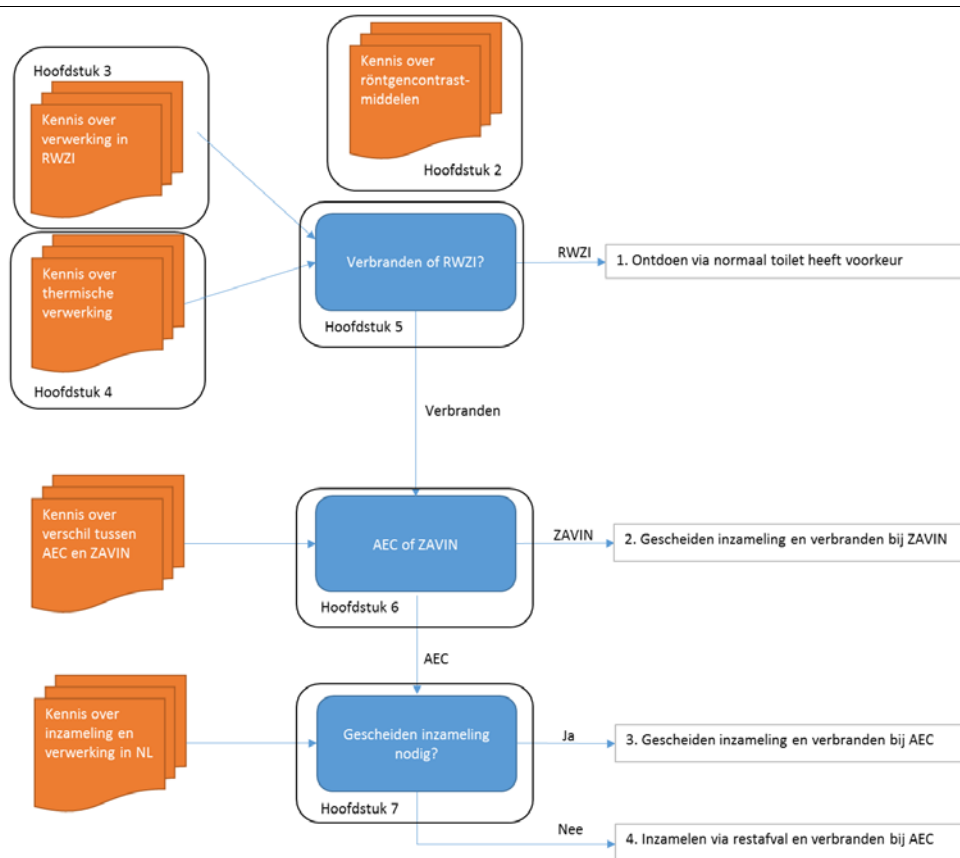 Hoofdstuk 3
Kennis over
verwerking in
RWZI
Kennis over
röntgencontrast-
middelen
Hoofdstuk 2
Kennis over
thermische
verwerking
Hoofdstuk 4
Verbranden of RWZI?
Hoofdstuk 5
RWZI
1. Ontdoen via normaal toilet heeft voorkeur
Verbranden
Kennis over
verschil tussen
AEC en ZAVIN
AEC of ZAVIN
Hoofdstuk 6
ZAVIN
2. Gescheiden inzameling en verbranden bij ZAVIN
AEC
Kennis over
inzameling en
verwerking in NL
Gescheiden inzameling
nodig?
Hoofdstuk 7
Ja
3. Gescheiden inzameling en verbranden bij AEC
Nee
4. Inzamelen via restafval en verbranden bij AEC